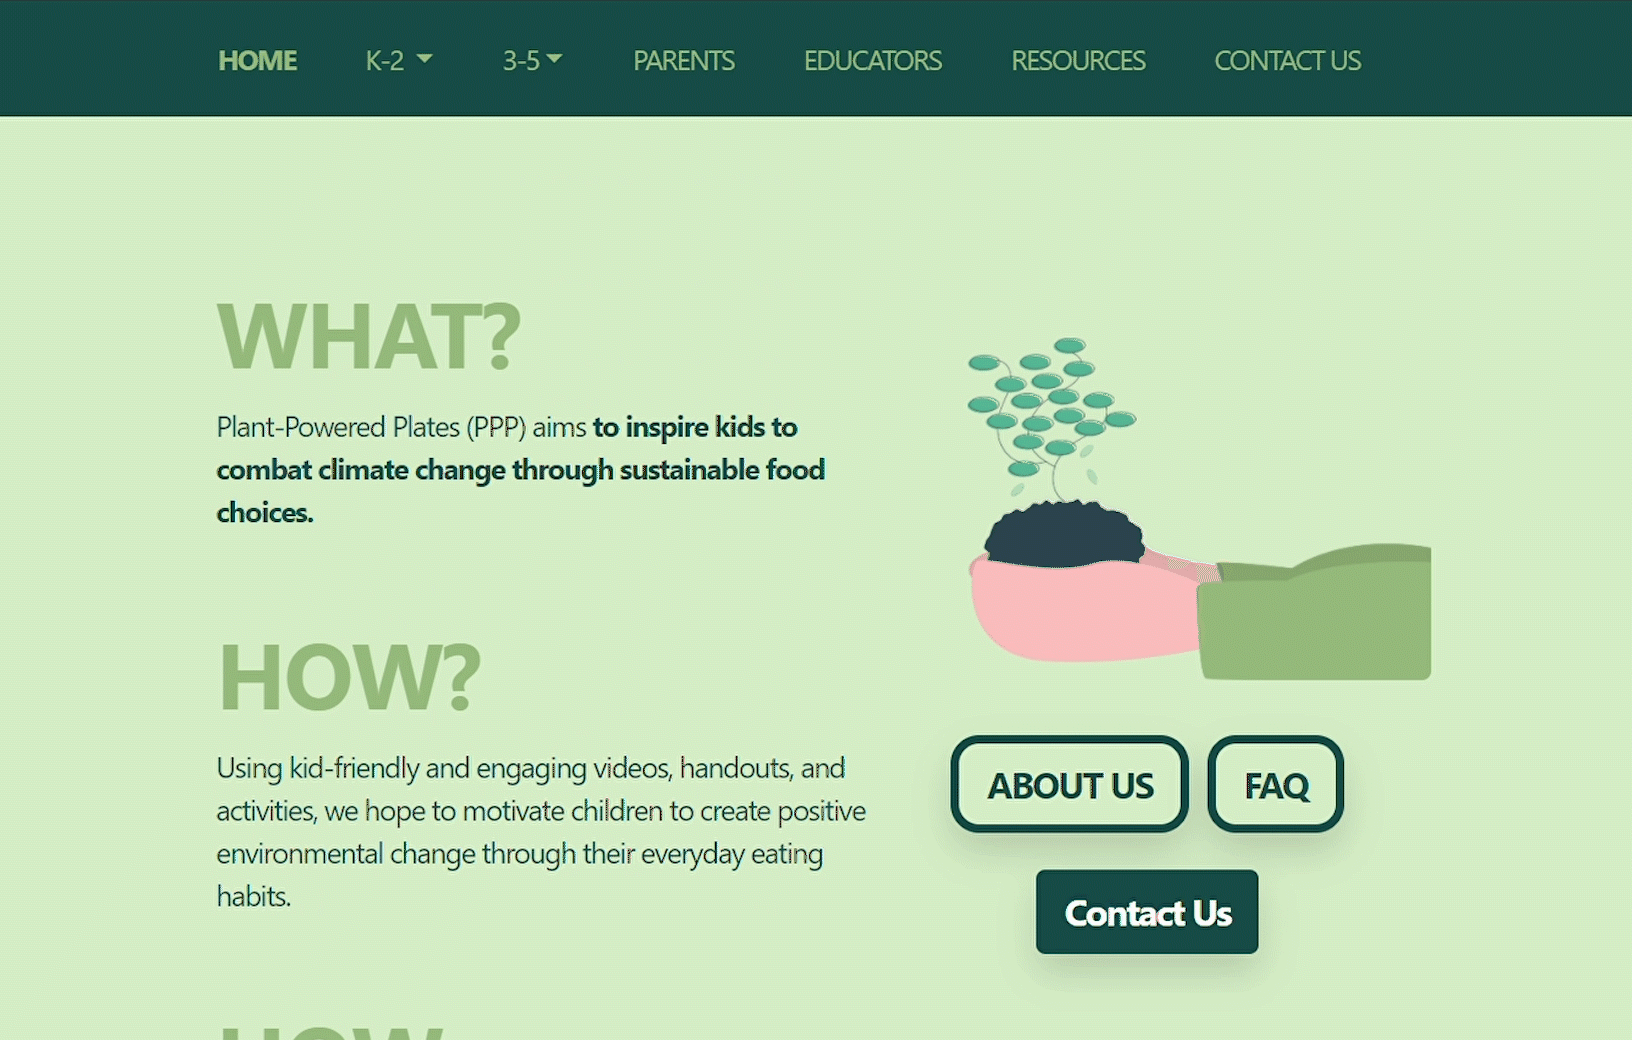 HOME K-2 3-5 PARENTS EDUCATORS RESOURCES CONTACT US
WHAT?
Plant-Powered Plates (PPP) aims to inspire kids to
combat climate change through sustainable food
choices.
HOW?
Using kid-friendly and engaging videos, handouts, and
activities, we hope to motivate children to create positive
environmental change through their everyday eating
habits.
ABOUT US FAQ
Contact Us
HOW